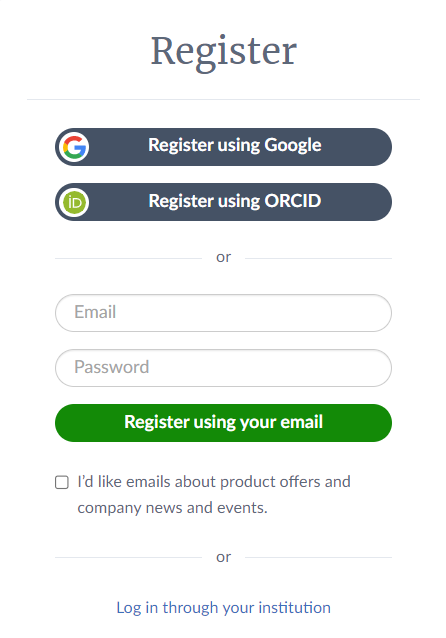 Register
Register using Google
iD
Register using ORCID
or
Email
Password
Register using your email
I'd like emails about product offers and
company news and events.
or
Log in through your institution